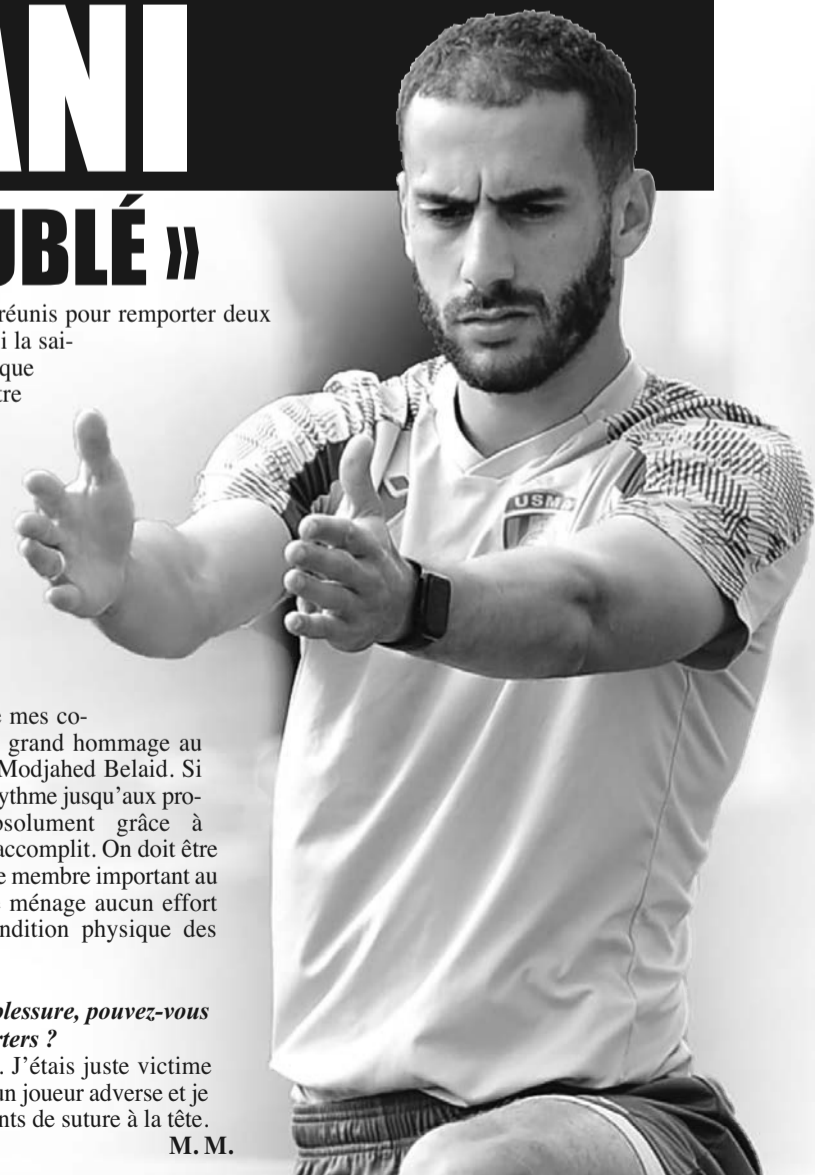 ANI
UBLÉ »
réunis pour remporter deux
i la sai-
que
tre
USM
e mes co-
grand hommage au
Modjahed Belaid. Si
ythme jusqu'aux pro-
bsolument grâce à
accomplit. On doit être
e membre important au
ménage aucun effort
ndition physique des
blessure, pouvez-vous
rters ?
. J'étais juste victime
un joueur adverse et je
nts de suture à la tête.
M. M.